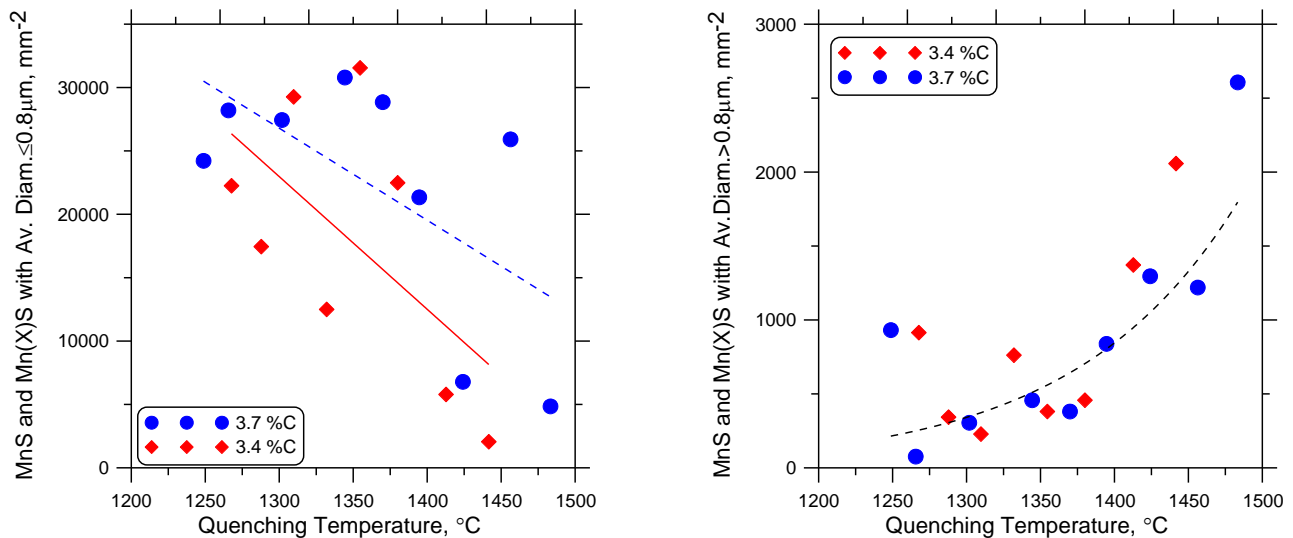 MnS and Mn(X)S with Av. Diam.≤0.8μm, mm-2
30000
20000
10000
0
3.7 %C
3.4 %C
1200 1250 1300 1350 1400 1450 1500
Quenching Temperature, °C
MnS and Mn(X)S witth Av.Diam.>0.8μm, mm-2
3000
2000
1000
0
3.4 %C
3.7 %C
1200 1250 1300 1350 1400 1450 1500
Quenching Temperature, °C